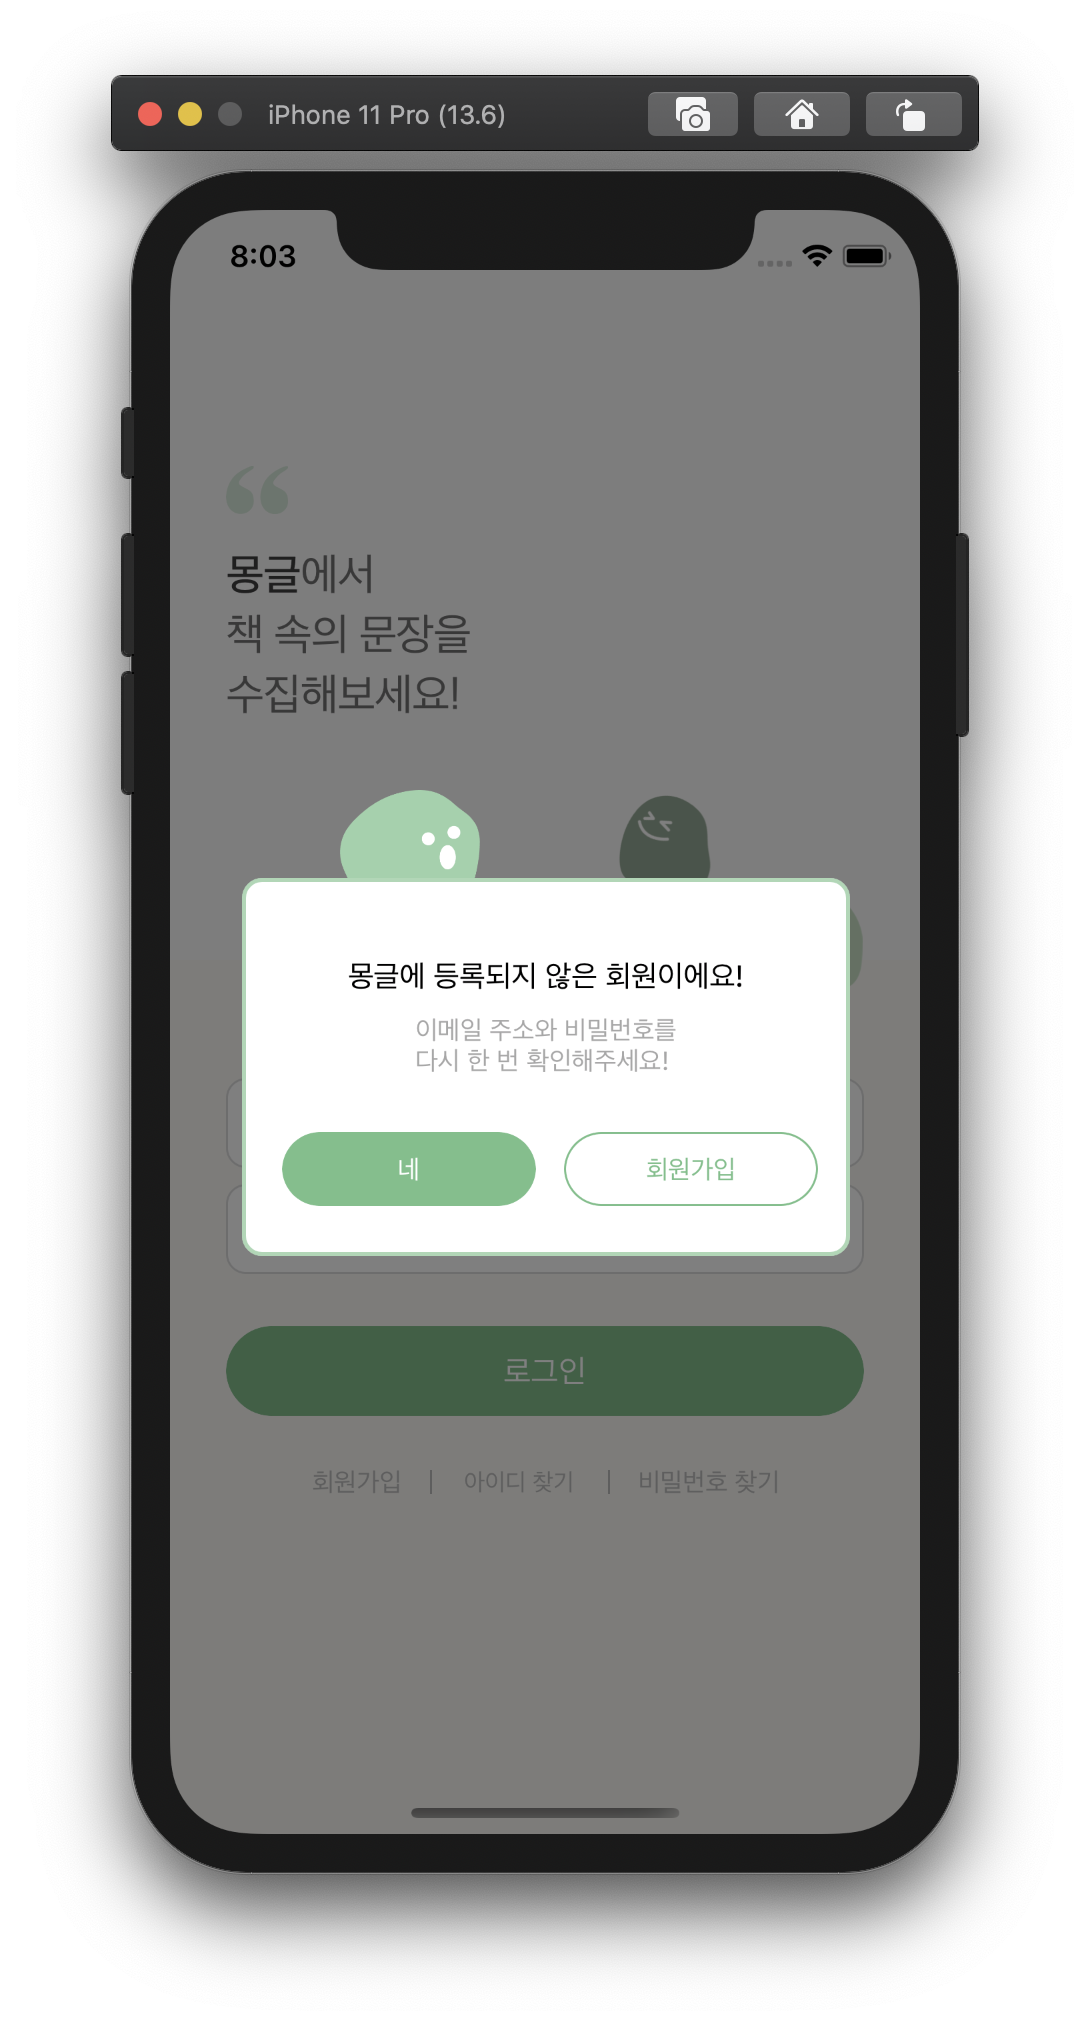 iPhone 11 Pro (13.6)
8:03
몽글에서
책 속의 문장을
수집해보세요!
몽글에 등록되지 않은 회원이에요!
이메일 주소와 비밀번호를
다시 한 번 확인해주세요!
네 회원가입
로그인
회원가입 | 아이디 찾기 | 비밀번호 찾기